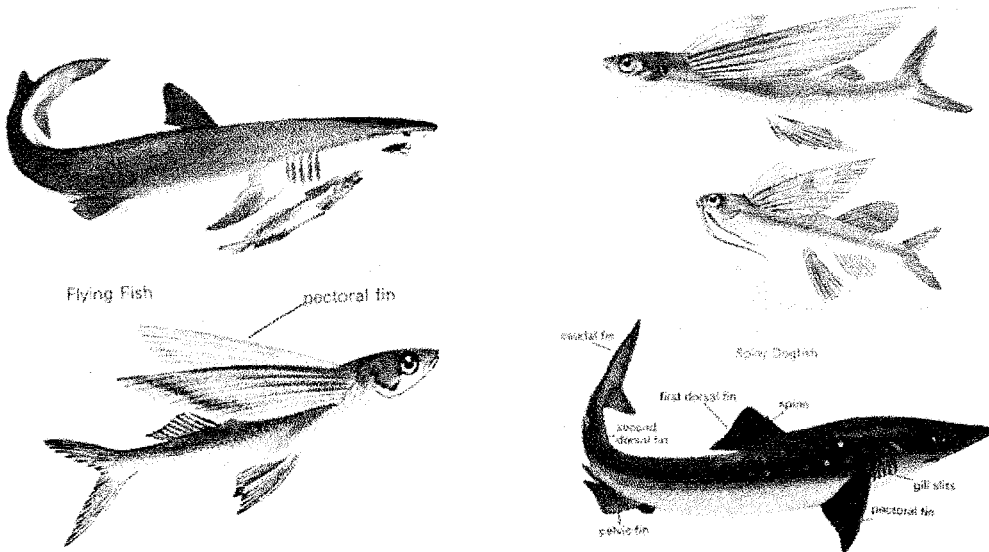 Flying Fish
pectoral fin
caudal fin
Spiny Dogfish
first dorsal fin
spine
second
dorsal fin
gill slits
pectoral fin
pelvic fin